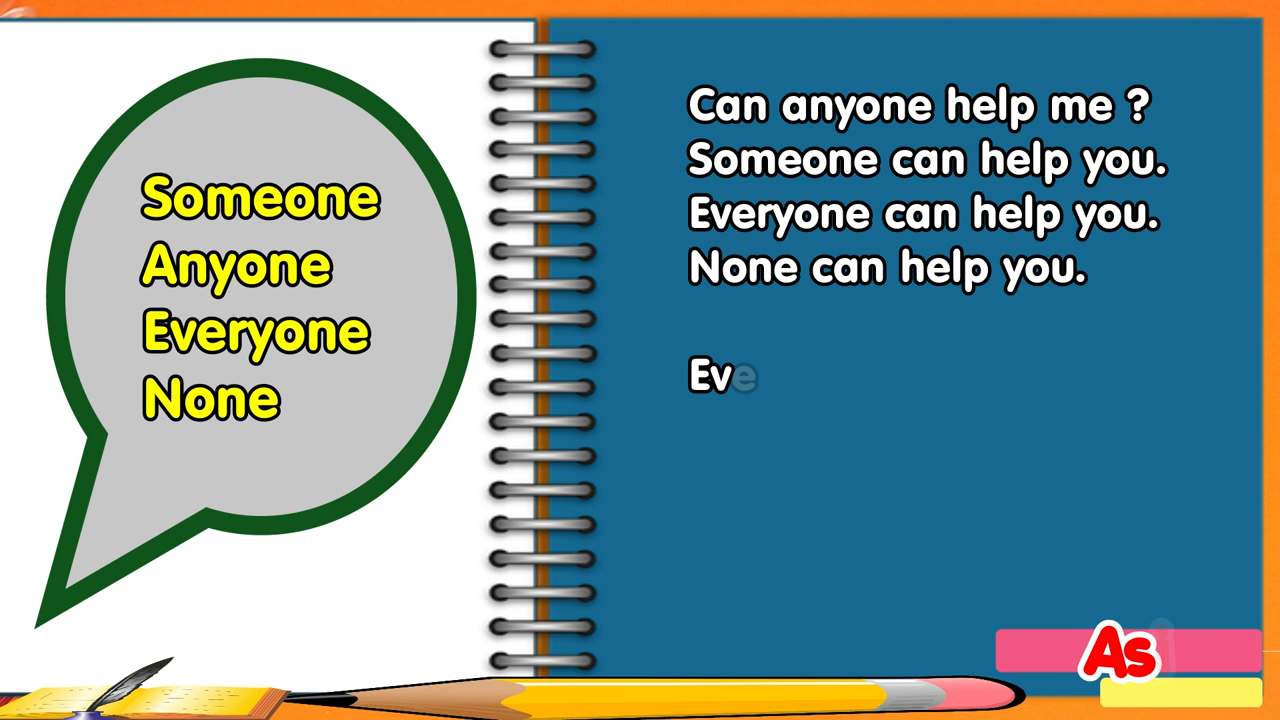 Someone
Anyone
Everyone
None
Can anyone help me ?
Someone can help you.
Everyone can help you.
None can help you.
Eve
As